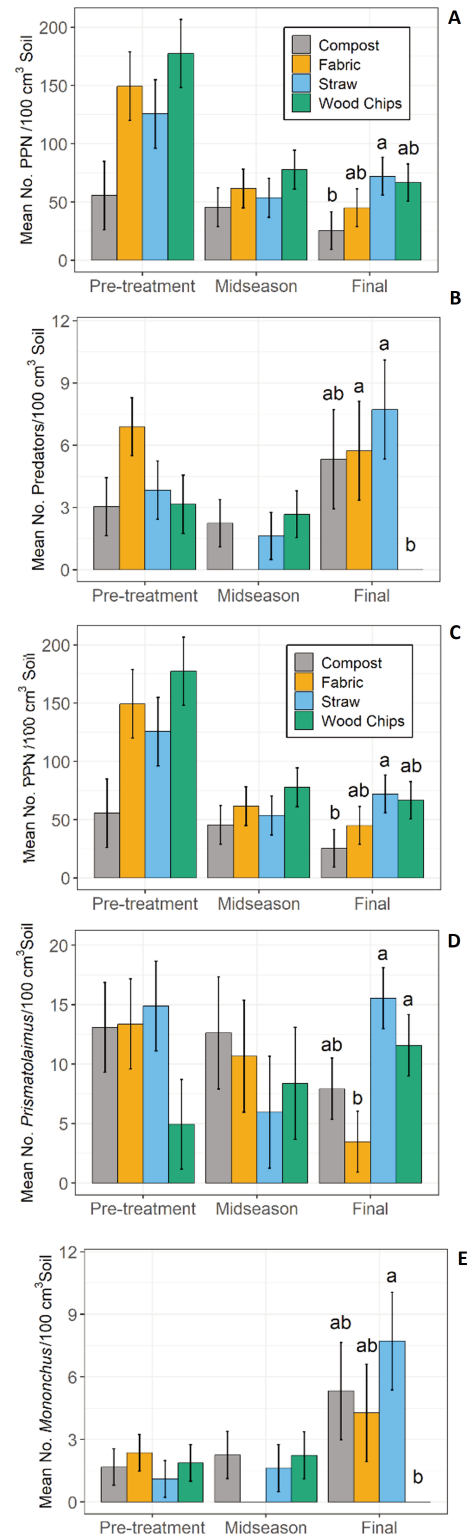 A
Mean No. PPN /100 cm³ Soil
200
150
100
50
0
Compost
Fabric
Straw
Wood Chips
b
ab
a
ab
Pre-treatment
Midseason
Final
B
Mean No. Predators/100 cm³ Soil
12
9
6
3
0
ab
a
a
b
Pre-treatment
Midseason
Final
C
Mean No. PPN /100 cm³ Soil
200
150
100
50
0
Compost
Fabric
Straw
Wood Chips
b
ab
a
ab
Pre-treatment
Midseason
Final
D
Mean No. Prismatolaimus/100 cm³Soil
20
15
10
5
0
ab
b
a
a
Pre-treatment
Midseason
Final
E
Mean No. Mononchus/100 cm³Soil
12
9
6
3
0
ab
ab
a
b
Pre-treatment
Midseason
Final